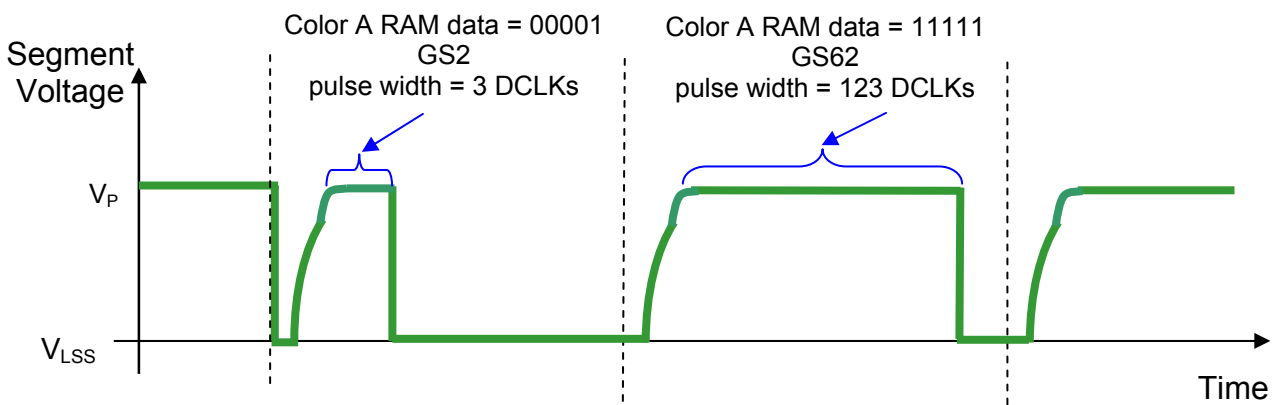 Color A RAM data = 00001
GS2
pulse width = 3 DCLKs
Color A RAM data = 11111
GS62
pulse width = 123 DCLKs
Segment
Voltage
VP
VLSS
Time